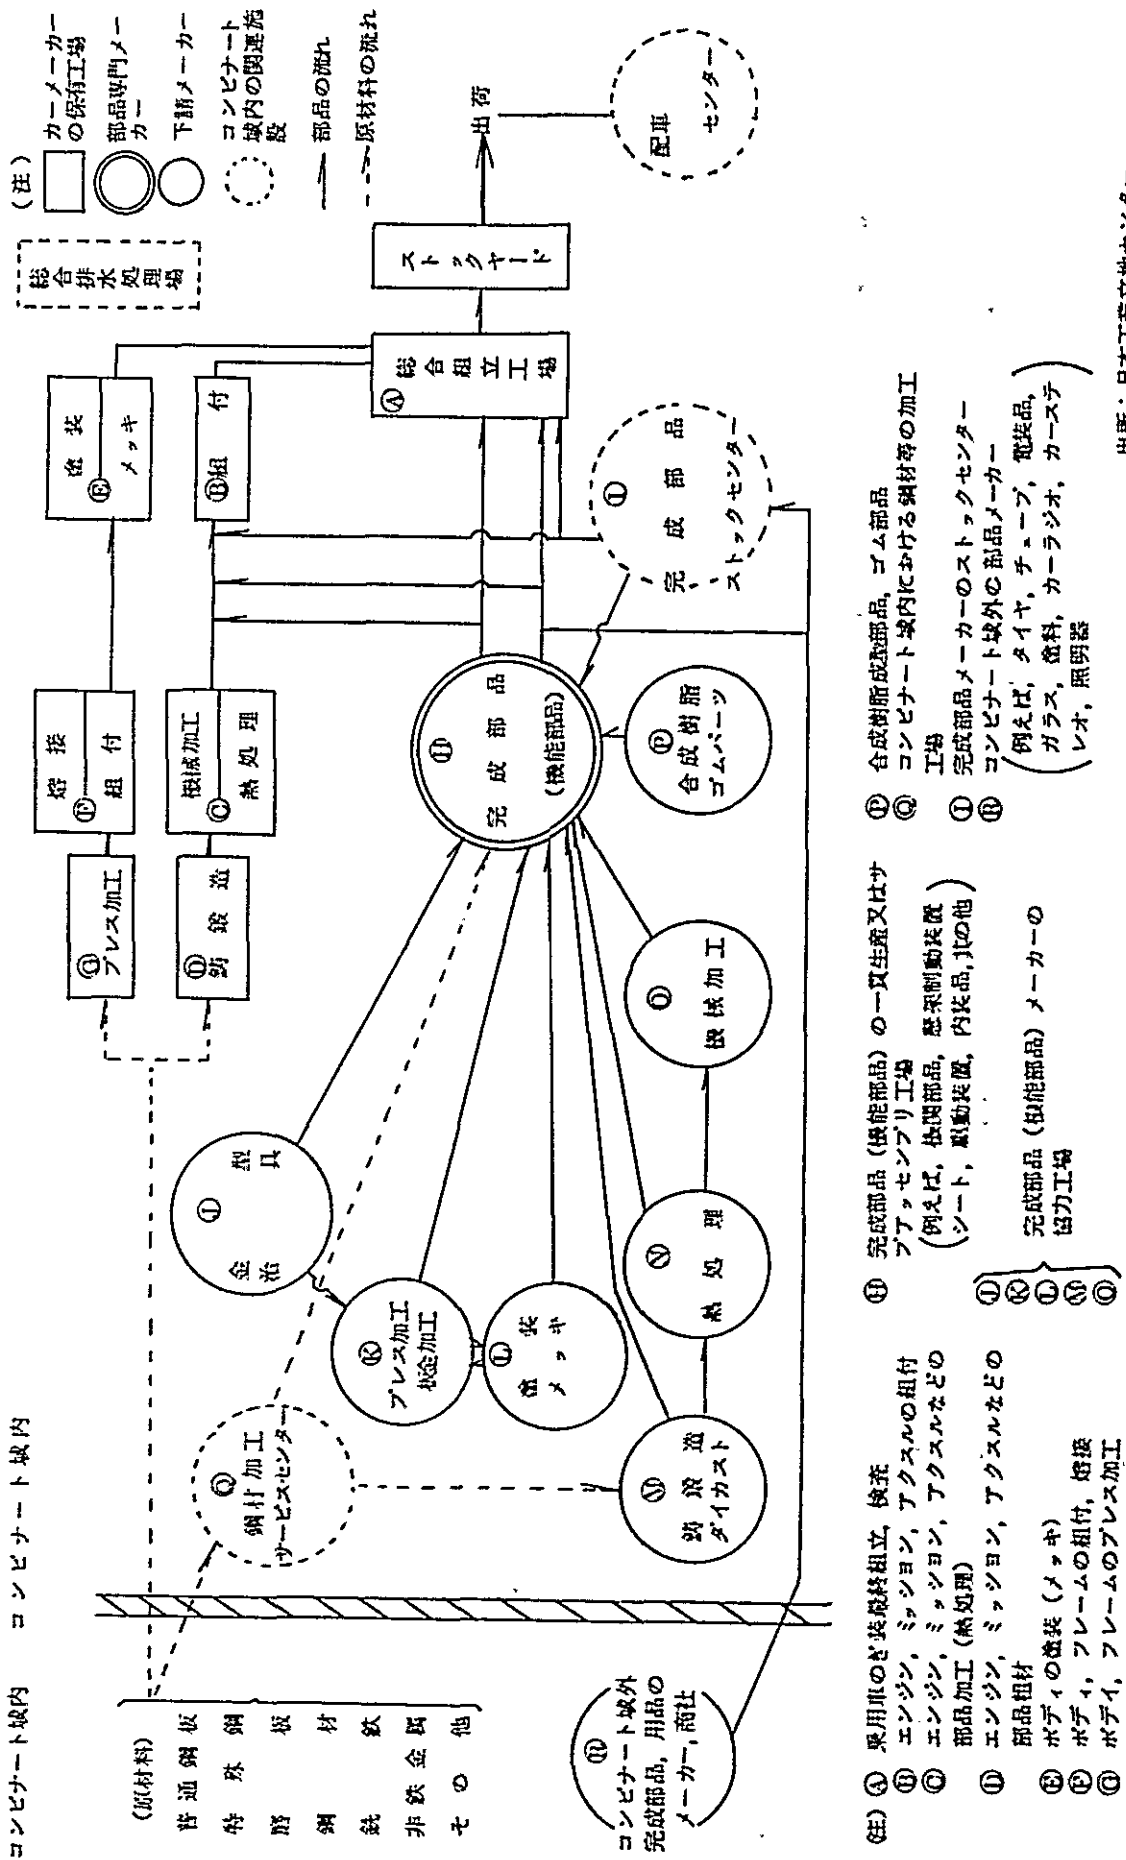 コンビナート域内 コンビナート域内
(注)
カーメーカー
の保有工場
部品専門メー
カー
下請メーカー
コンビナート
域内の関連施
設
部品の流れ
原材料の流れ
総合排水処理場
(原材料)
普通鋼板
特殊鋼
膀板
鋼材
銑鉄
非鉄金属
その他
Ⓡ
コンビナート域外
完成部品, 用品の
メーカー, 商社
Ⓠ
鋼材加工
サービスセンター
Ⓙ
金型
治具
Ⓚ
プレス加工
板金加工
Ⓛ
塗装
メッキ
Ⓜ
鋳鍛造
ダイカスト
Ⓝ
熱処理
Ⓞ
機械加工
Ⓟ
合成樹脂
ゴムパーツ
Ⓗ
完成部品
(機能部品)
Ⓖ
プレス加工
Ⓓ
鋳鍛造
熔接
Ⓕ
組付
機械加工
Ⓒ
熱処理
塗装
Ⓔ
メッキ
Ⓑ組付
Ⓐ
総合組立工場
ストックヤード
出荷
配車
センター
Ⓘ
完成部品
ストックセンター
(注) Ⓐ 乗用車のぎ装最終組立, 検査
Ⓑ エンジン, ミッション, アクスルの組付
Ⓒ エンジン, ミッション, アクスルなどの
部品加工 (熱処理)
Ⓓ エンジン, ミッション, アクスルなどの
部品粗材
Ⓔ ボディの塗装 (メッキ)
Ⓕ ボディ, フレームの組付, 熔接
Ⓖ ボデイ, フレームのプレス加工
Ⓗ 完成部品 (機能部品) の一貫生産又はサ
ブアッセンブリ工場
(例えば, 機関部品, 懸架制動装置
シート, 駆動装置, 内装品,其の他)
Ⓙ
Ⓚ
Ⓛ
Ⓜ
Ⓞ
完成部品 (機能部品) メーカーの
協力工場
Ⓟ 合成樹脂成型部品, ゴム部品
Ⓠ コンビナート域内における鋼材等の加工
工場
Ⓘ 完成部品メーカーのストックセンター
Ⓡ コンビナート域外の部品メーカー
(例えば, タイヤ, チューブ, 電装品,
ガラス, 塗料, カーラジオ, カーステ
レオ, 照明器)